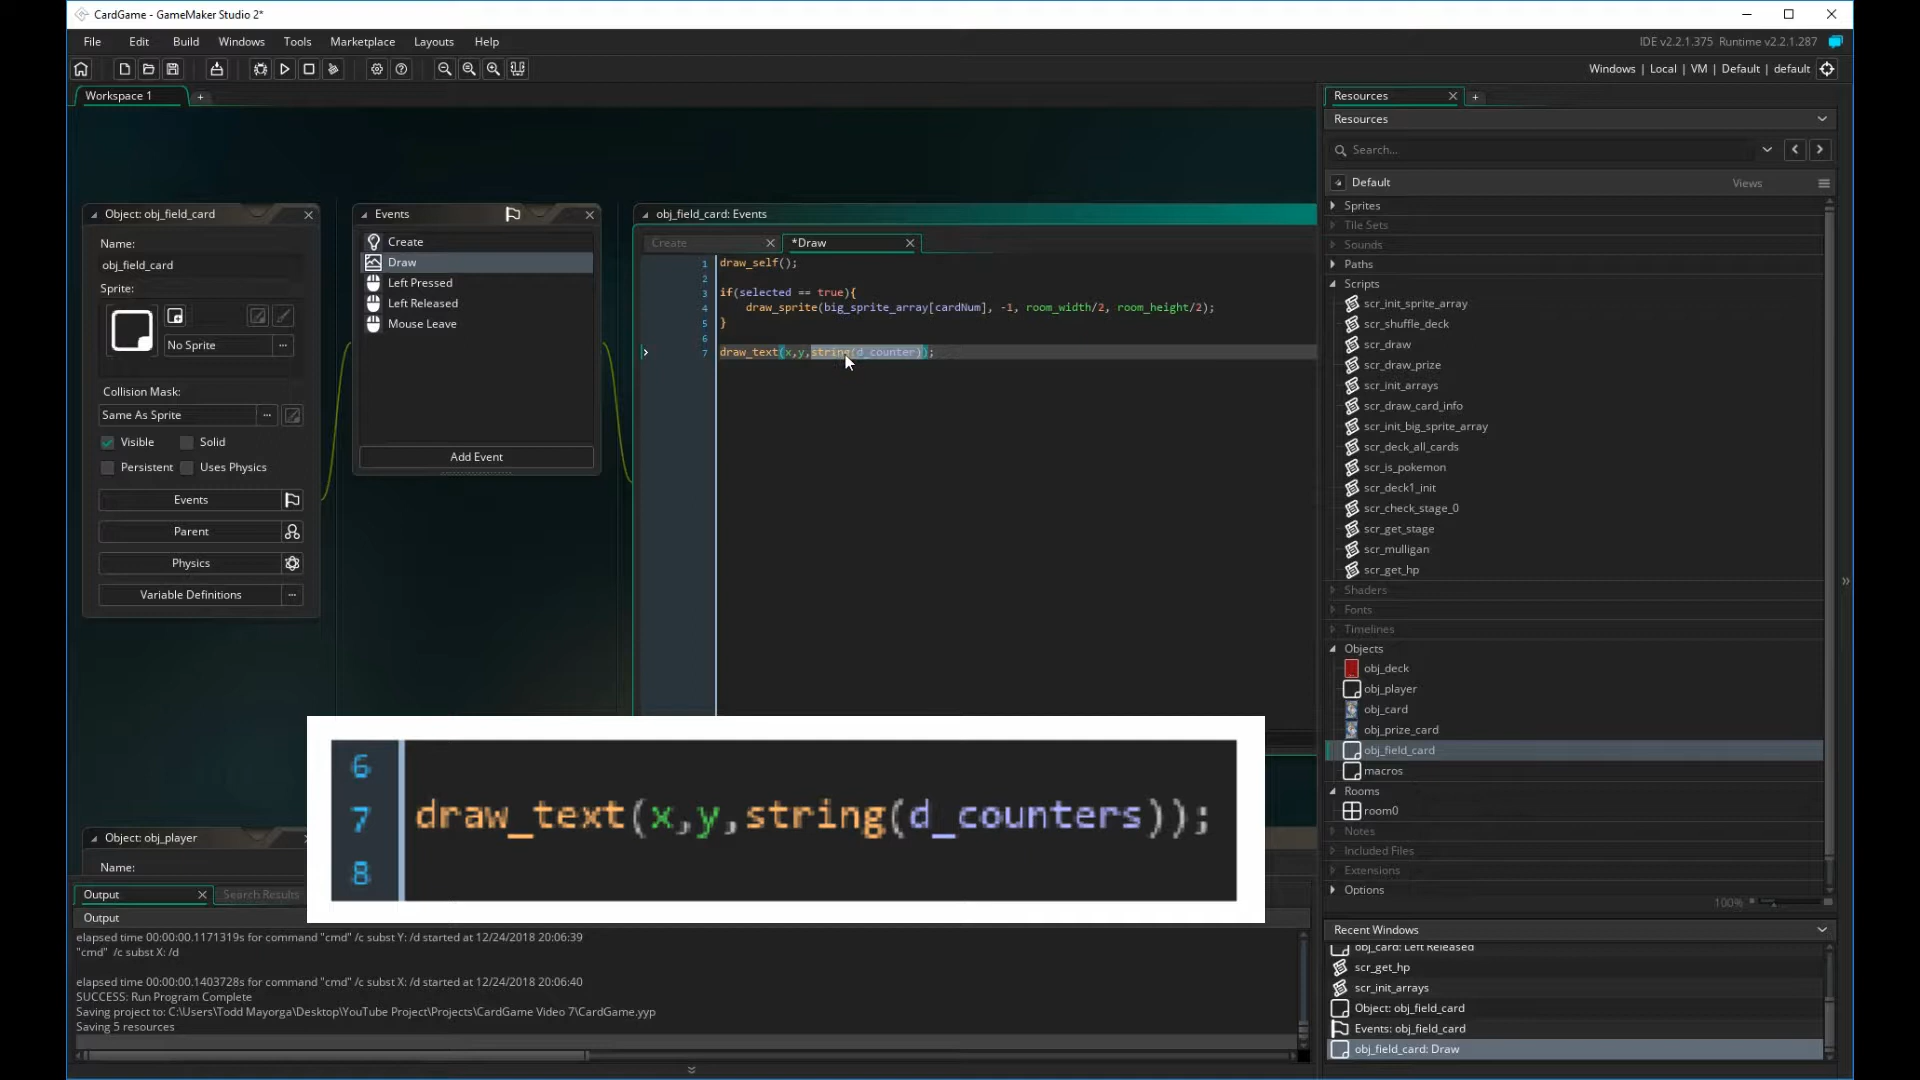 CardGame - GameMaker Studio 2*
File Edit Build Windows Tools Marketplace Layouts Help
IDE v2.2.1.375 Runtime v2.2.1.287
Windows | Local | VM | Default | default
Workspace 1
Object: obj_field_card
Name:
obj_field_card
Sprite:
No Sprite
Collision Mask:
Same As Sprite
Visible Solid
Persistent Uses Physics
Events
Parent
Physics
Variable Definitions
Events
Create
Draw
Left Pressed
Left Released
Mouse Leave
Add Event
obj_field_card: Events
Create *Draw
1 draw_self();
2
3 if(selected == true){
4 draw_sprite(big_sprite_array[cardNum], -1, room_width/2, room_height/2);
5 }
6
7 draw_text(x,y,string(d_counter));
6
7 draw_text(x,y,string(d_counters));
8
Object: obj_player
Name:
Output Search Results
Output
elapsed time 00:00:00.1171319s for command "cmd" /c subst Y: /d started at 12/24/2018 20:06:39
"cmd" /c subst X: /d
elapsed time 00:00:00.1403728s for command "cmd" /c subst X: /d started at 12/24/2018 20:06:40
SUCCESS: Run Program Complete
Saving project to: C:\Users\Todd Mayorga\Desktop\YouTube Project\Projects\CardGame Video 7\CardGame.yyp
Saving 5 resources
Resources
Resources
Search...
Default Views
Sprites
Tile Sets
Sounds
Paths
Scripts
scr_init_sprite_array
scr_shuffle_deck
scr_draw
scr_draw_prize
scr_init_arrays
scr_draw_card_info
scr_init_big_sprite_array
scr_deck_all_cards
scr_is_pokemon
scr_deck1_init
scr_check_stage_0
scr_get_stage
scr_mulligan
scr_get_hp
Shaders
Fonts
Timelines
Objects
obj_deck
obj_player
obj_card
obj_prize_card
obj_field_card
macros
Rooms
room0
Notes
Included Files
Extensions
Options
100%
Recent Windows
obj_card: Left Released
scr_get_hp
scr_init_arrays
Object: obj_field_card
Events: obj_field_card
obj_field_card: Draw